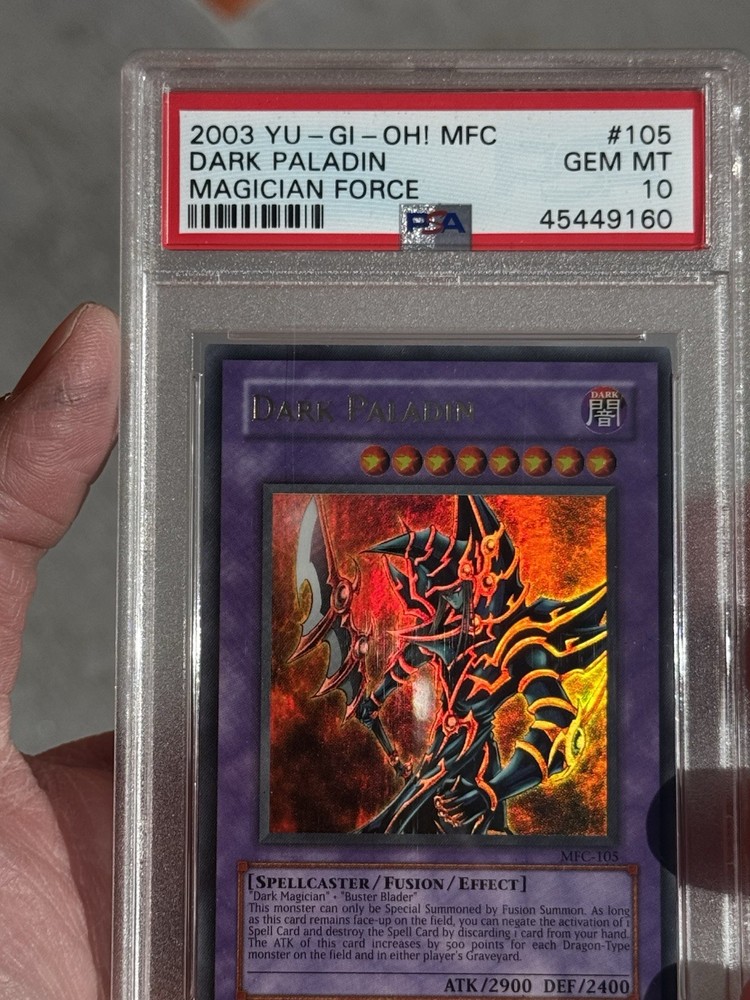 2003 YU-GI-OH! MFC #105
DARK PALADIN GEM MT
MAGICIAN FORCE 10
PSA 45449160
DARK PALADIN
DARK
闇
MFC-105
[SPELLCASTER/FUSION/EFFECT]
"Dark Magician" + "Buster Blader"
This monster can only be Special Summoned by Fusion Summon. As long
as this card remains face-up on the field, you can negate the activation of 1
Spell Card and destroy the Spell Card by discarding 1 card from your hand.
The ATK of this card increases by 500 points for each Dragon-Type
monster on the field and in either player's Graveyard.
ATK/2900 DEF/2400